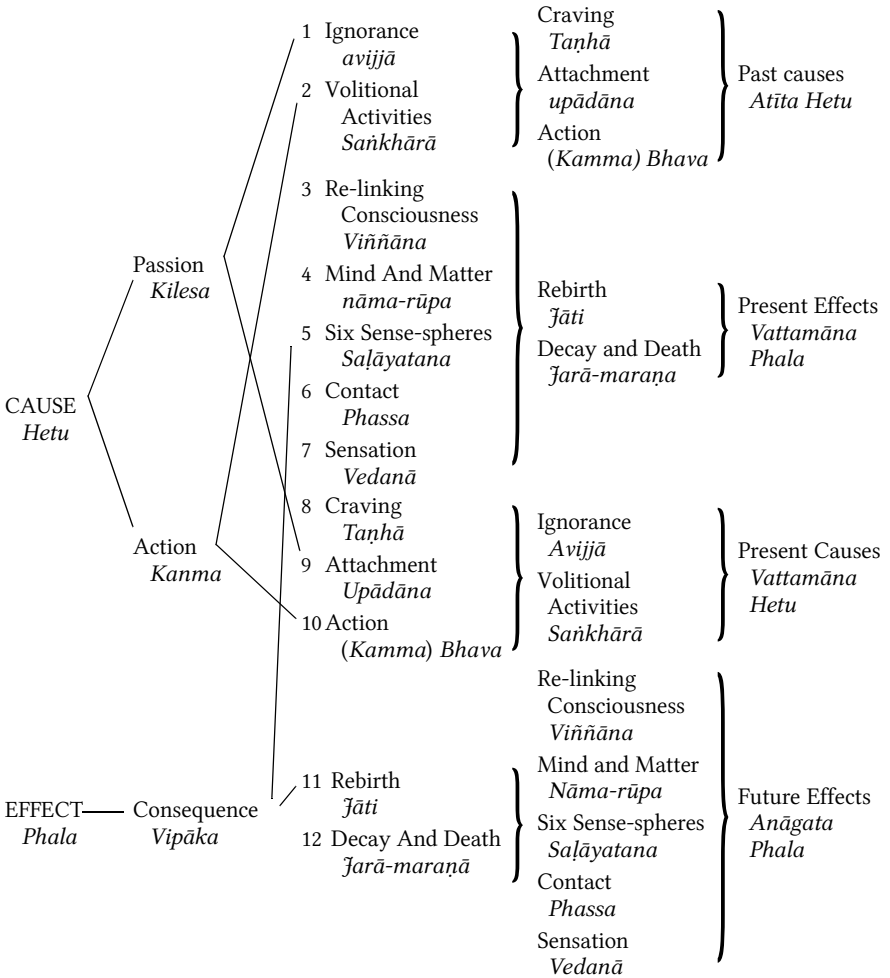 CAUSE
Hetu
EFFECT
Phala
Passion
Kilesa
Action
Kanma
Consequence
Vipāka
1 Ignorance
avijjā
2 Volitional
Activities
Saṅkhārā
3 Re-linking
Consciousness
Viññāna
4 Mind And Matter
nāma-rūpa
5 Six Sense-spheres
Saḷāyatana
6 Contact
Phassa
7 Sensation
Vedanā
8 Craving
Taṇhā
9 Attachment
Upādāna
10 Action
(Kamma) Bhava
11 Rebirth
Jāti
12 Decay And Death
Jarā-maraṇā
Craving
Taṇhā
Attachment
upādāna
Action
(Kamma) Bhava
Rebirth
Jāti
Decay and Death
Jarā-maraṇa
Ignorance
Avijjā
Volitional
Activities
Saṅkhārā
Re-linking
Consciousness
Viññāna
Mind and Matter
Nāma-rūpa
Six Sense-spheres
Saḷāyatana
Contact
Phassa
Sensation
Vedanā
Past causes
Atīta Hetu
Present Effects
Vattamāna
Phala
Present Causes
Vattamāna
Hetu
Future Effects
Anāgata
Phala